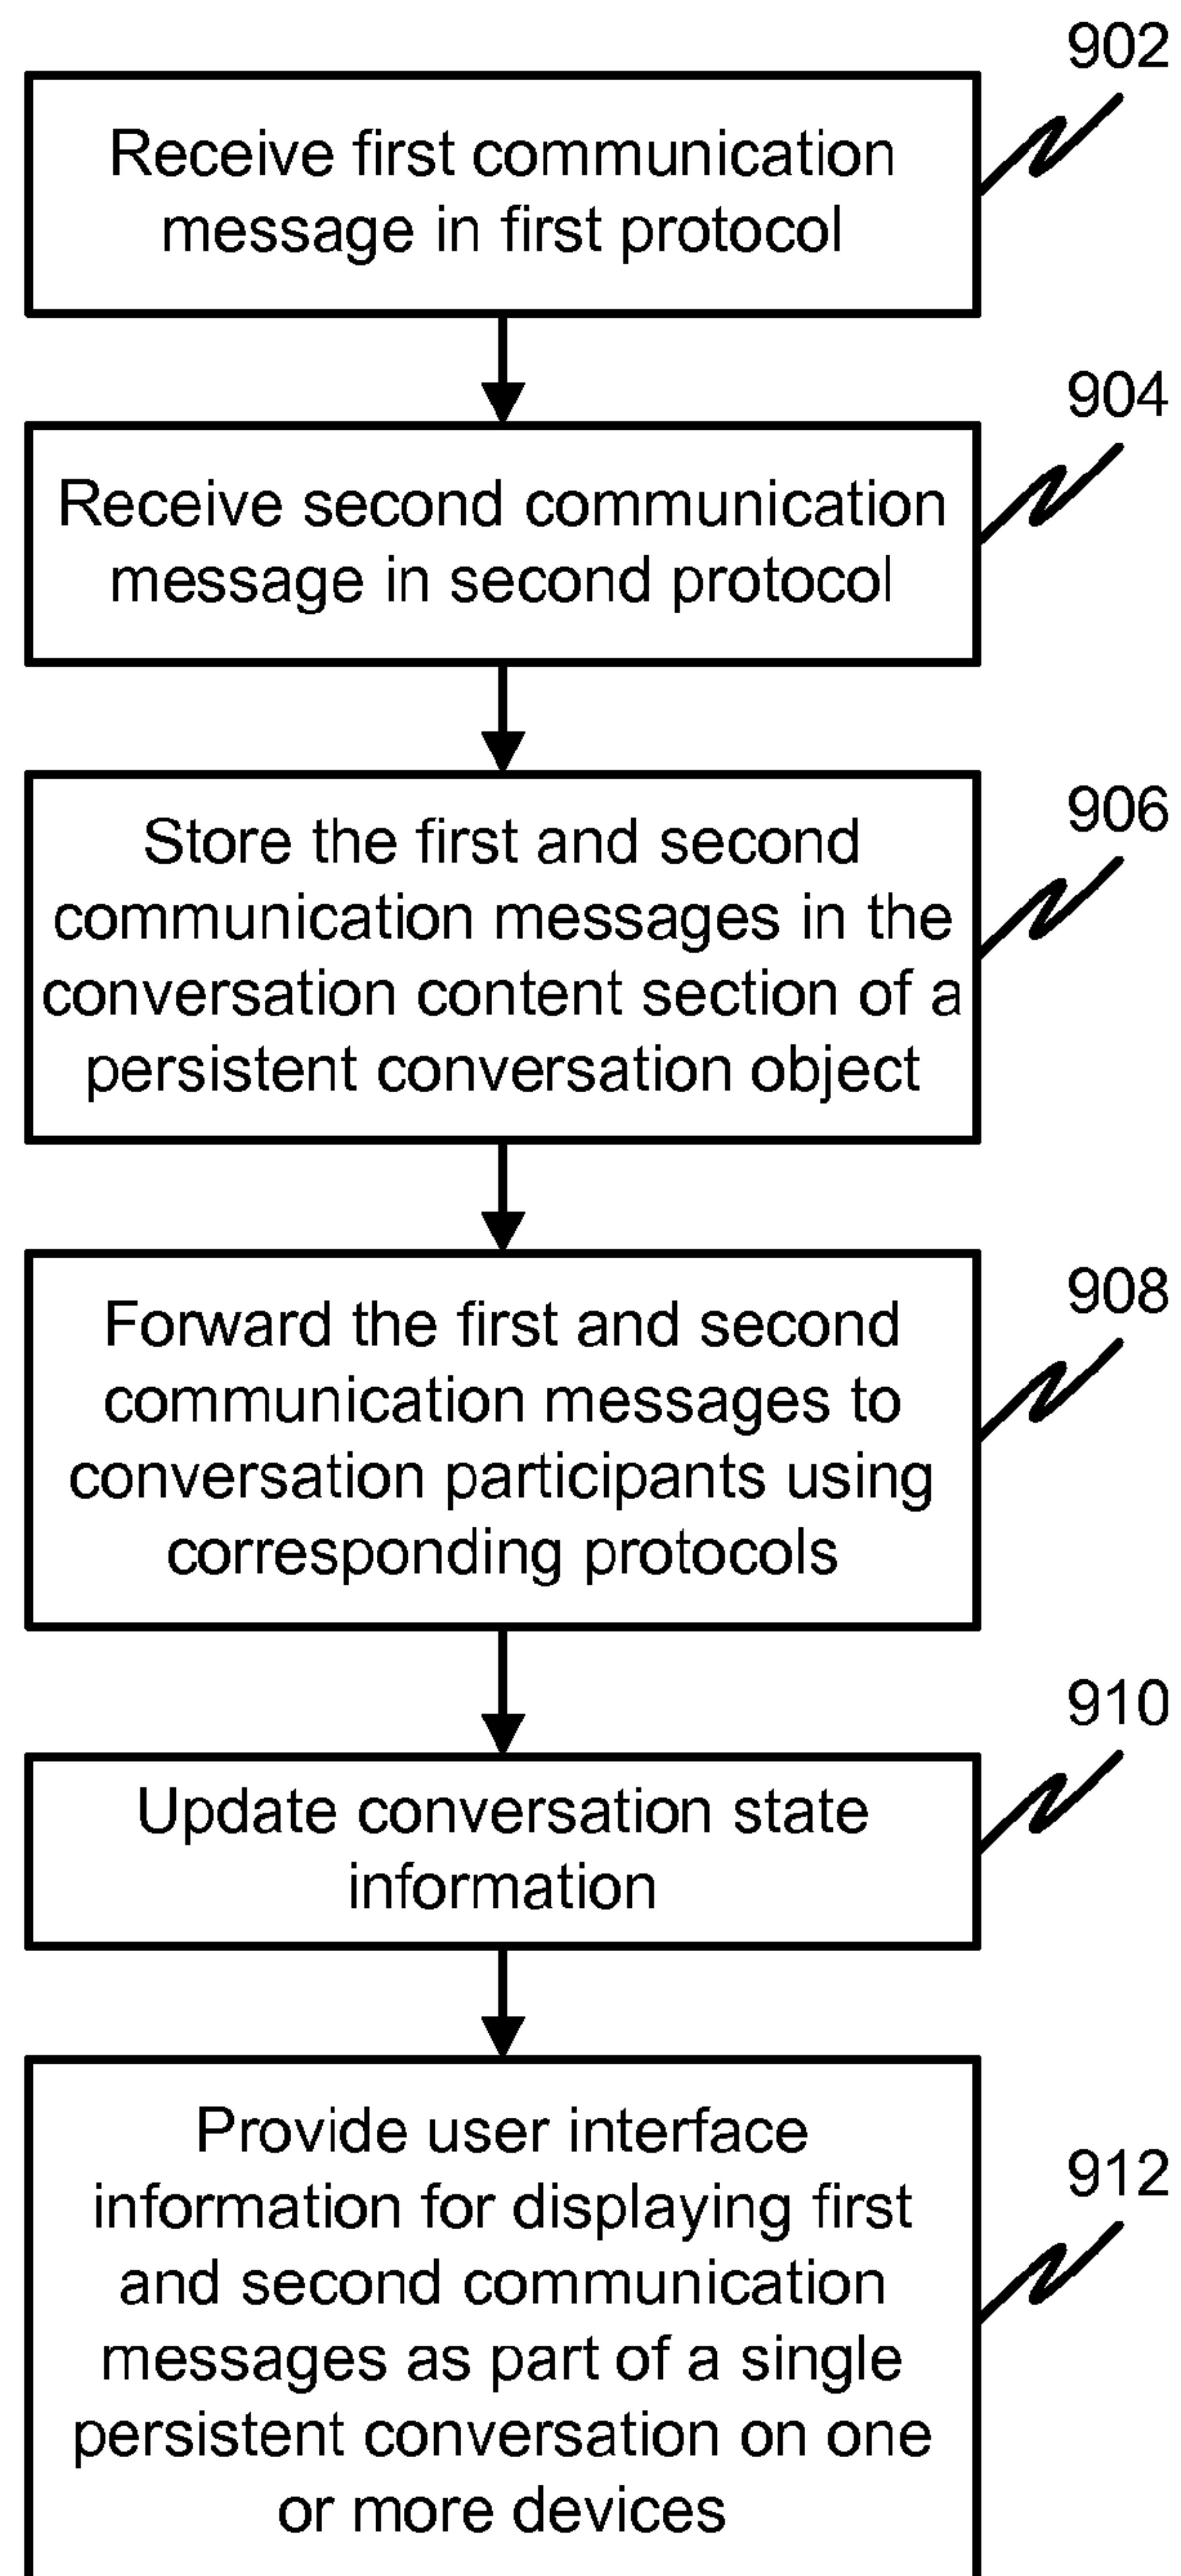 902
Receive first communication
message in first protocol
904
Receive second communication
message in second protocol
906
Store the first and second
communication messages in the
conversation content section of a
persistent conversation object
908
Forward the first and second
communication messages to
conversation participants using
corresponding protocols
910
Update conversation state
information
912
Provide user interface
information for displaying first
and second communication
messages as part of a single
persistent conversation on one
or more devices